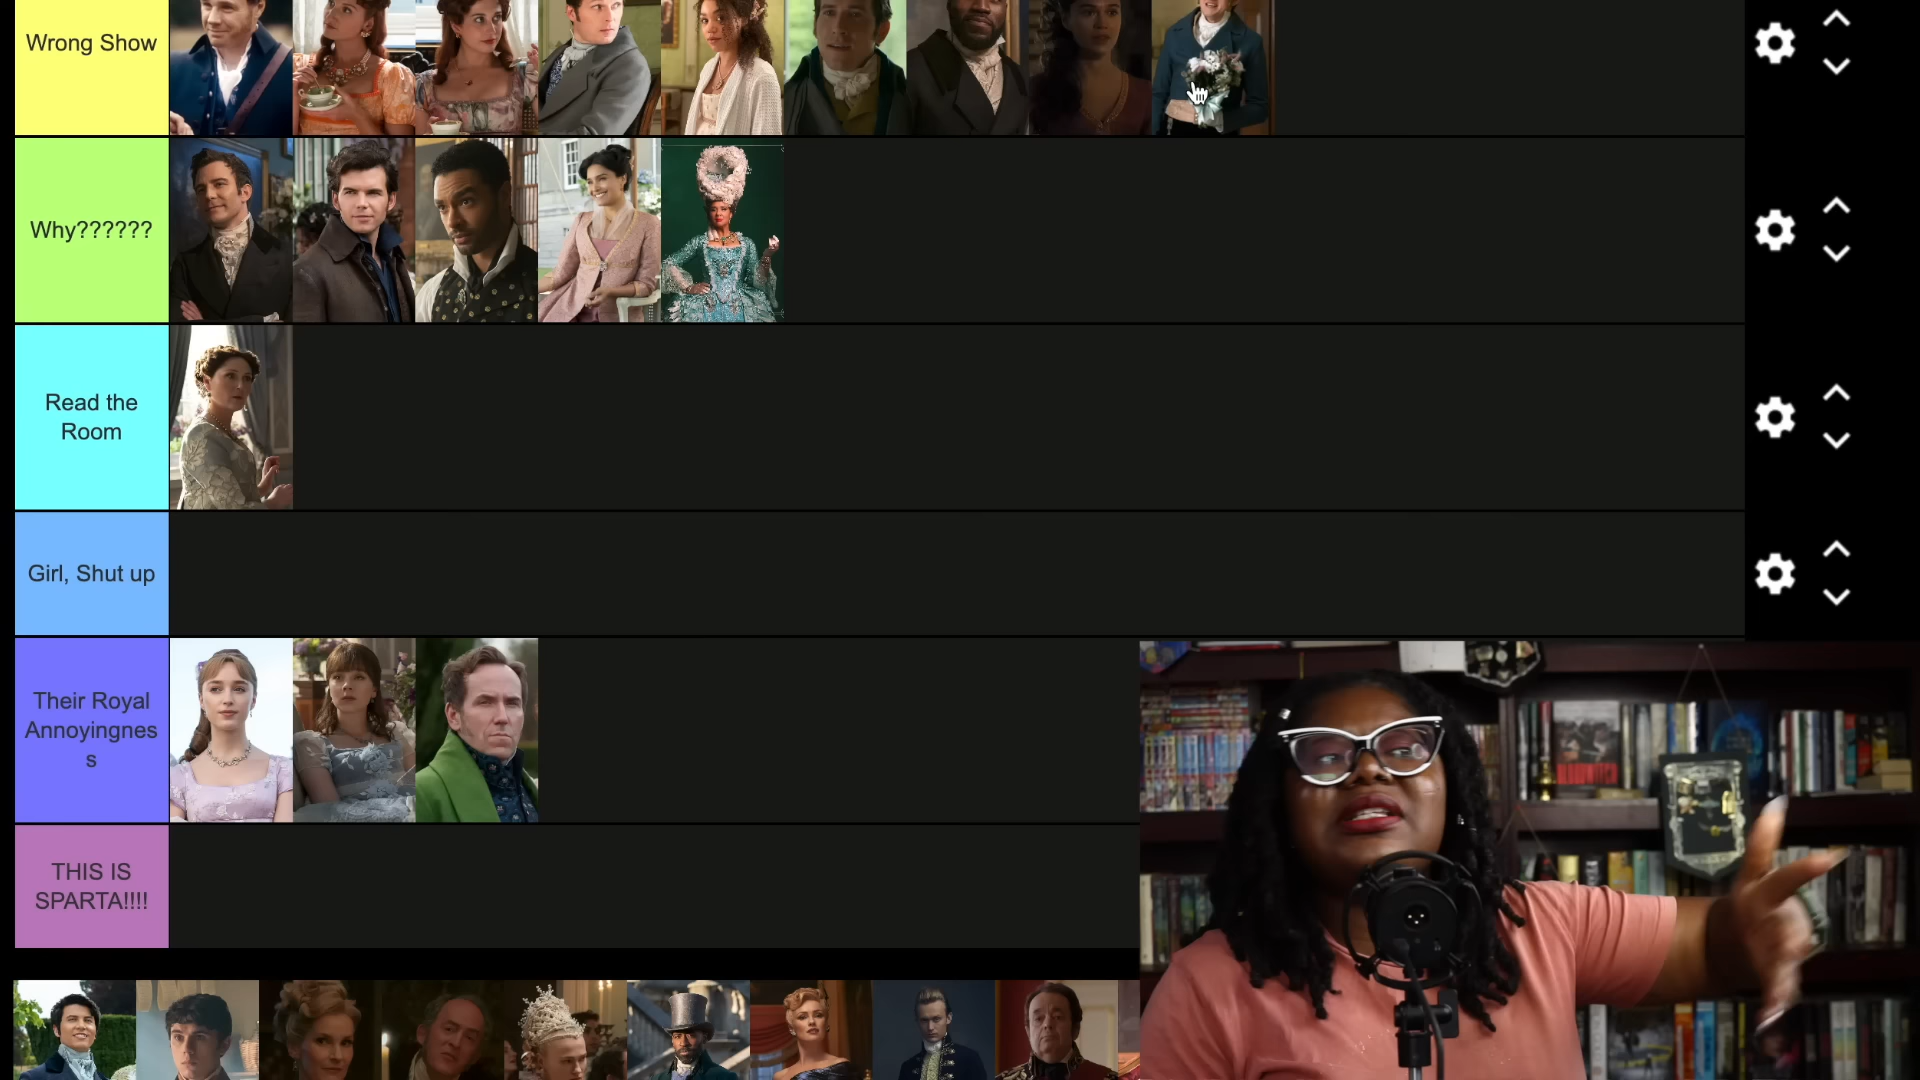 Wrong Show
Why??????
Read the
Room
Girl, Shut up
Their Royal
Annoyingnes
s
THIS IS
SPARTA!!!!